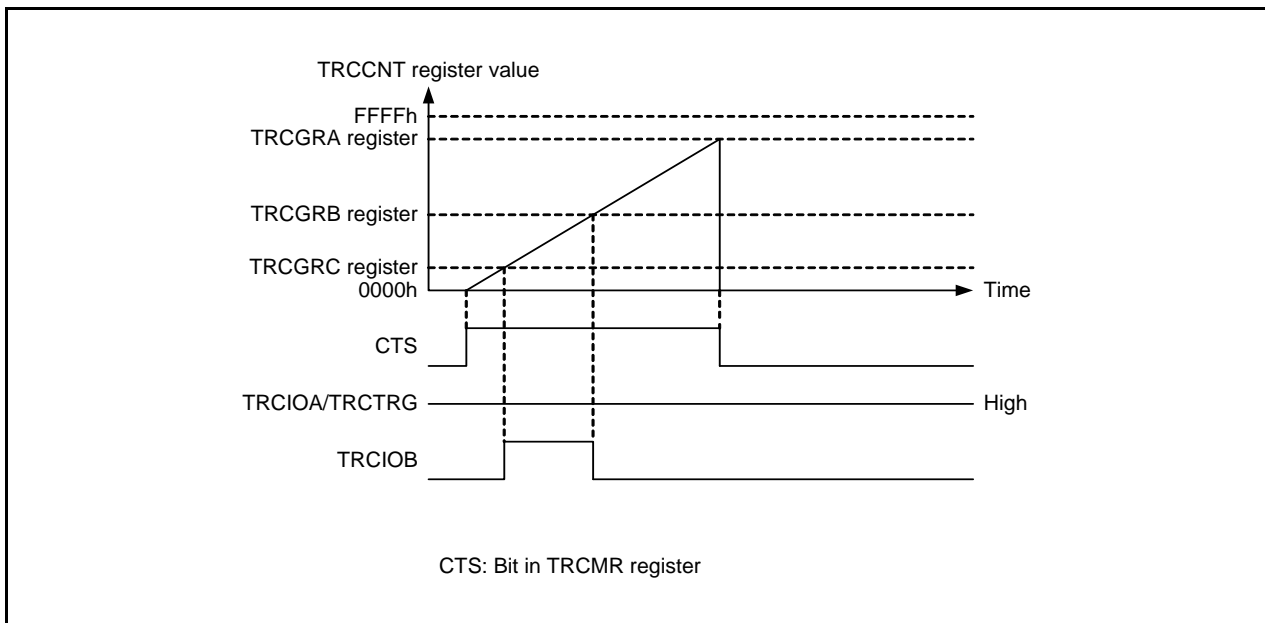 TRCCNT register value
FFFFh
TRCGRA register
TRCGRB register
TRCGRC register
0000h
Time
CTS
TRCIOA/TRCTRG
High
TRCIOB
CTS: Bit in TRCMR register